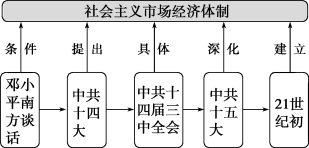 社会主义市场经济体制
条件 提出 具体 深化 建立
邓小平南方谈话
中共十四大
中共十四届三中全会
中共十五大
21世纪初